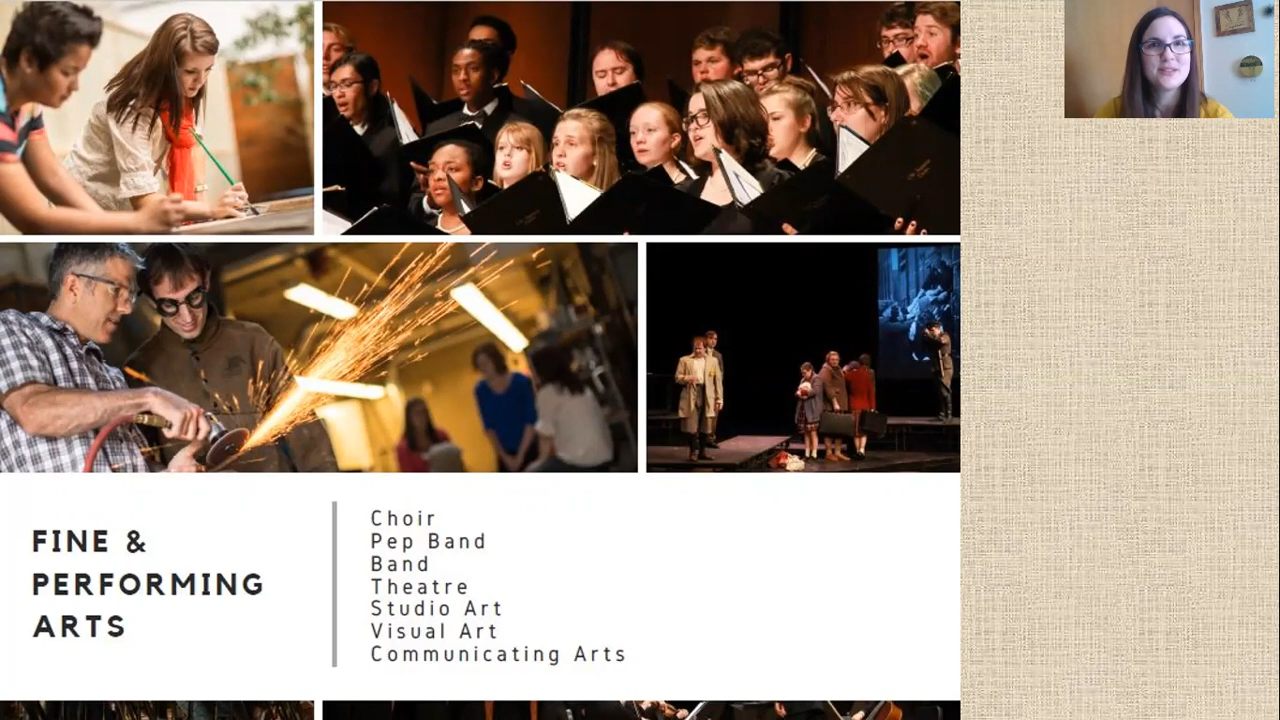 FINE &
PERFORMING
ARTS
Choir
Pep Band
Band
Theatre
Studio Art
Visual Art
Communicating Arts